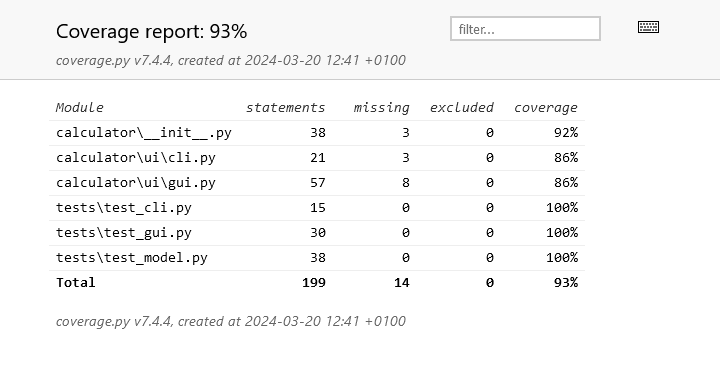 Coverage report: 93%
filter...
coverage.py v7.4.4, created at 2024-03-20 12:41 +0100
Module statements missing excluded coverage
calculator\__init__.py 38 3 0 92%
calculator\ui\cli.py 21 3 0 86%
calculator\ui\gui.py 57 8 0 86%
tests\test_cli.py 15 0 0 100%
tests\test_gui.py 30 0 0 100%
tests\test_model.py 38 0 0 100%
Total 199 14 0 93%
coverage.py v7.4.4, created at 2024-03-20 12:41 +0100